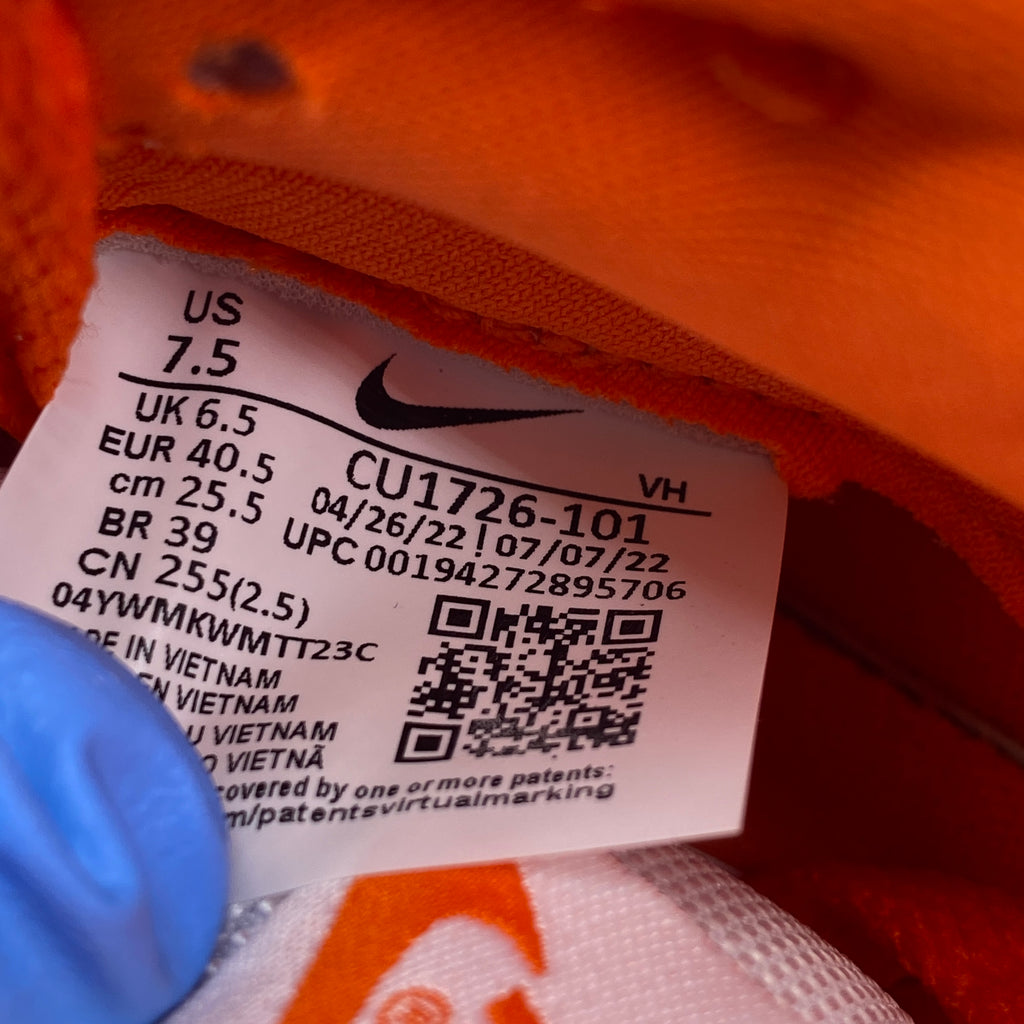 US
7.5
UK 6.5
EUR 40.5
cm 25.5
BR 39
CN 255(2.5)
04YWMKWMTT23C
VH
CU1726-101
04/26/22 ! 07/07/22
UPC 00194272895706
IN VIETNAM
VIETNAM
VIETNAM
VIETNÃ
covered by one or more patents:
m/patentsvirtualmarking